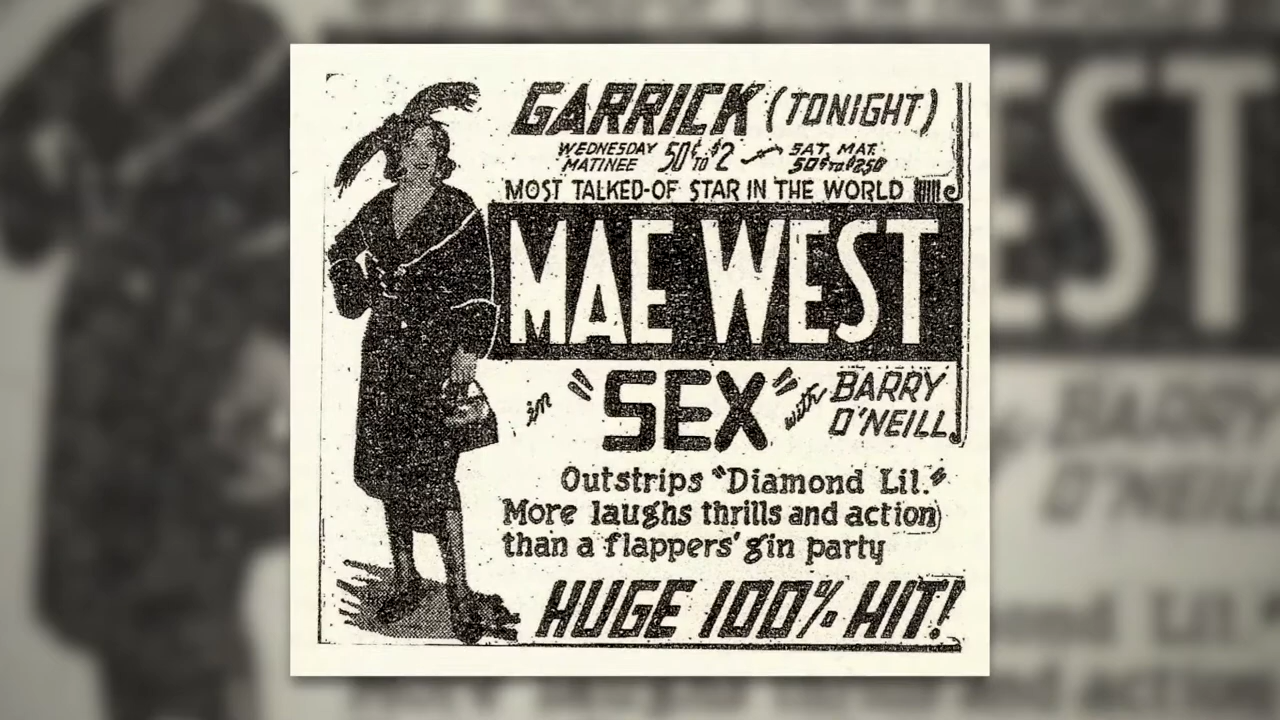 GARRICK (TONIGHT)
WEDNESDAY MATINEE 50¢ TO $2 SAT. MAT. 50¢ TO $2.50
MOST TALKED-OF STAR IN THE WORLD
MAE WEST
in "SEX" with BARRY O'NEILL
Outstrips "Diamond Lil."
More laughs thrills and action
than a flappers' gin party
HUGE 100% HIT!